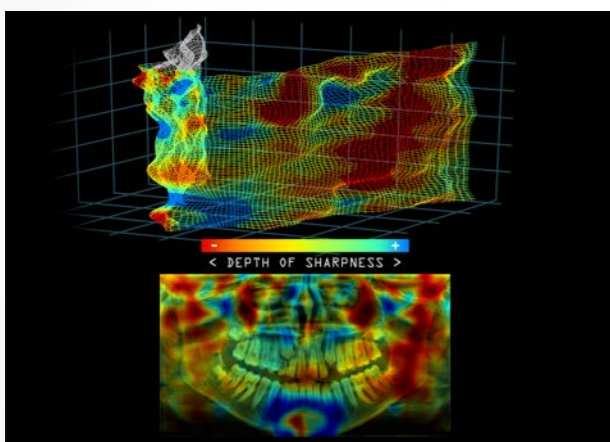 - +
< DEPTH OF SHARPNESS >